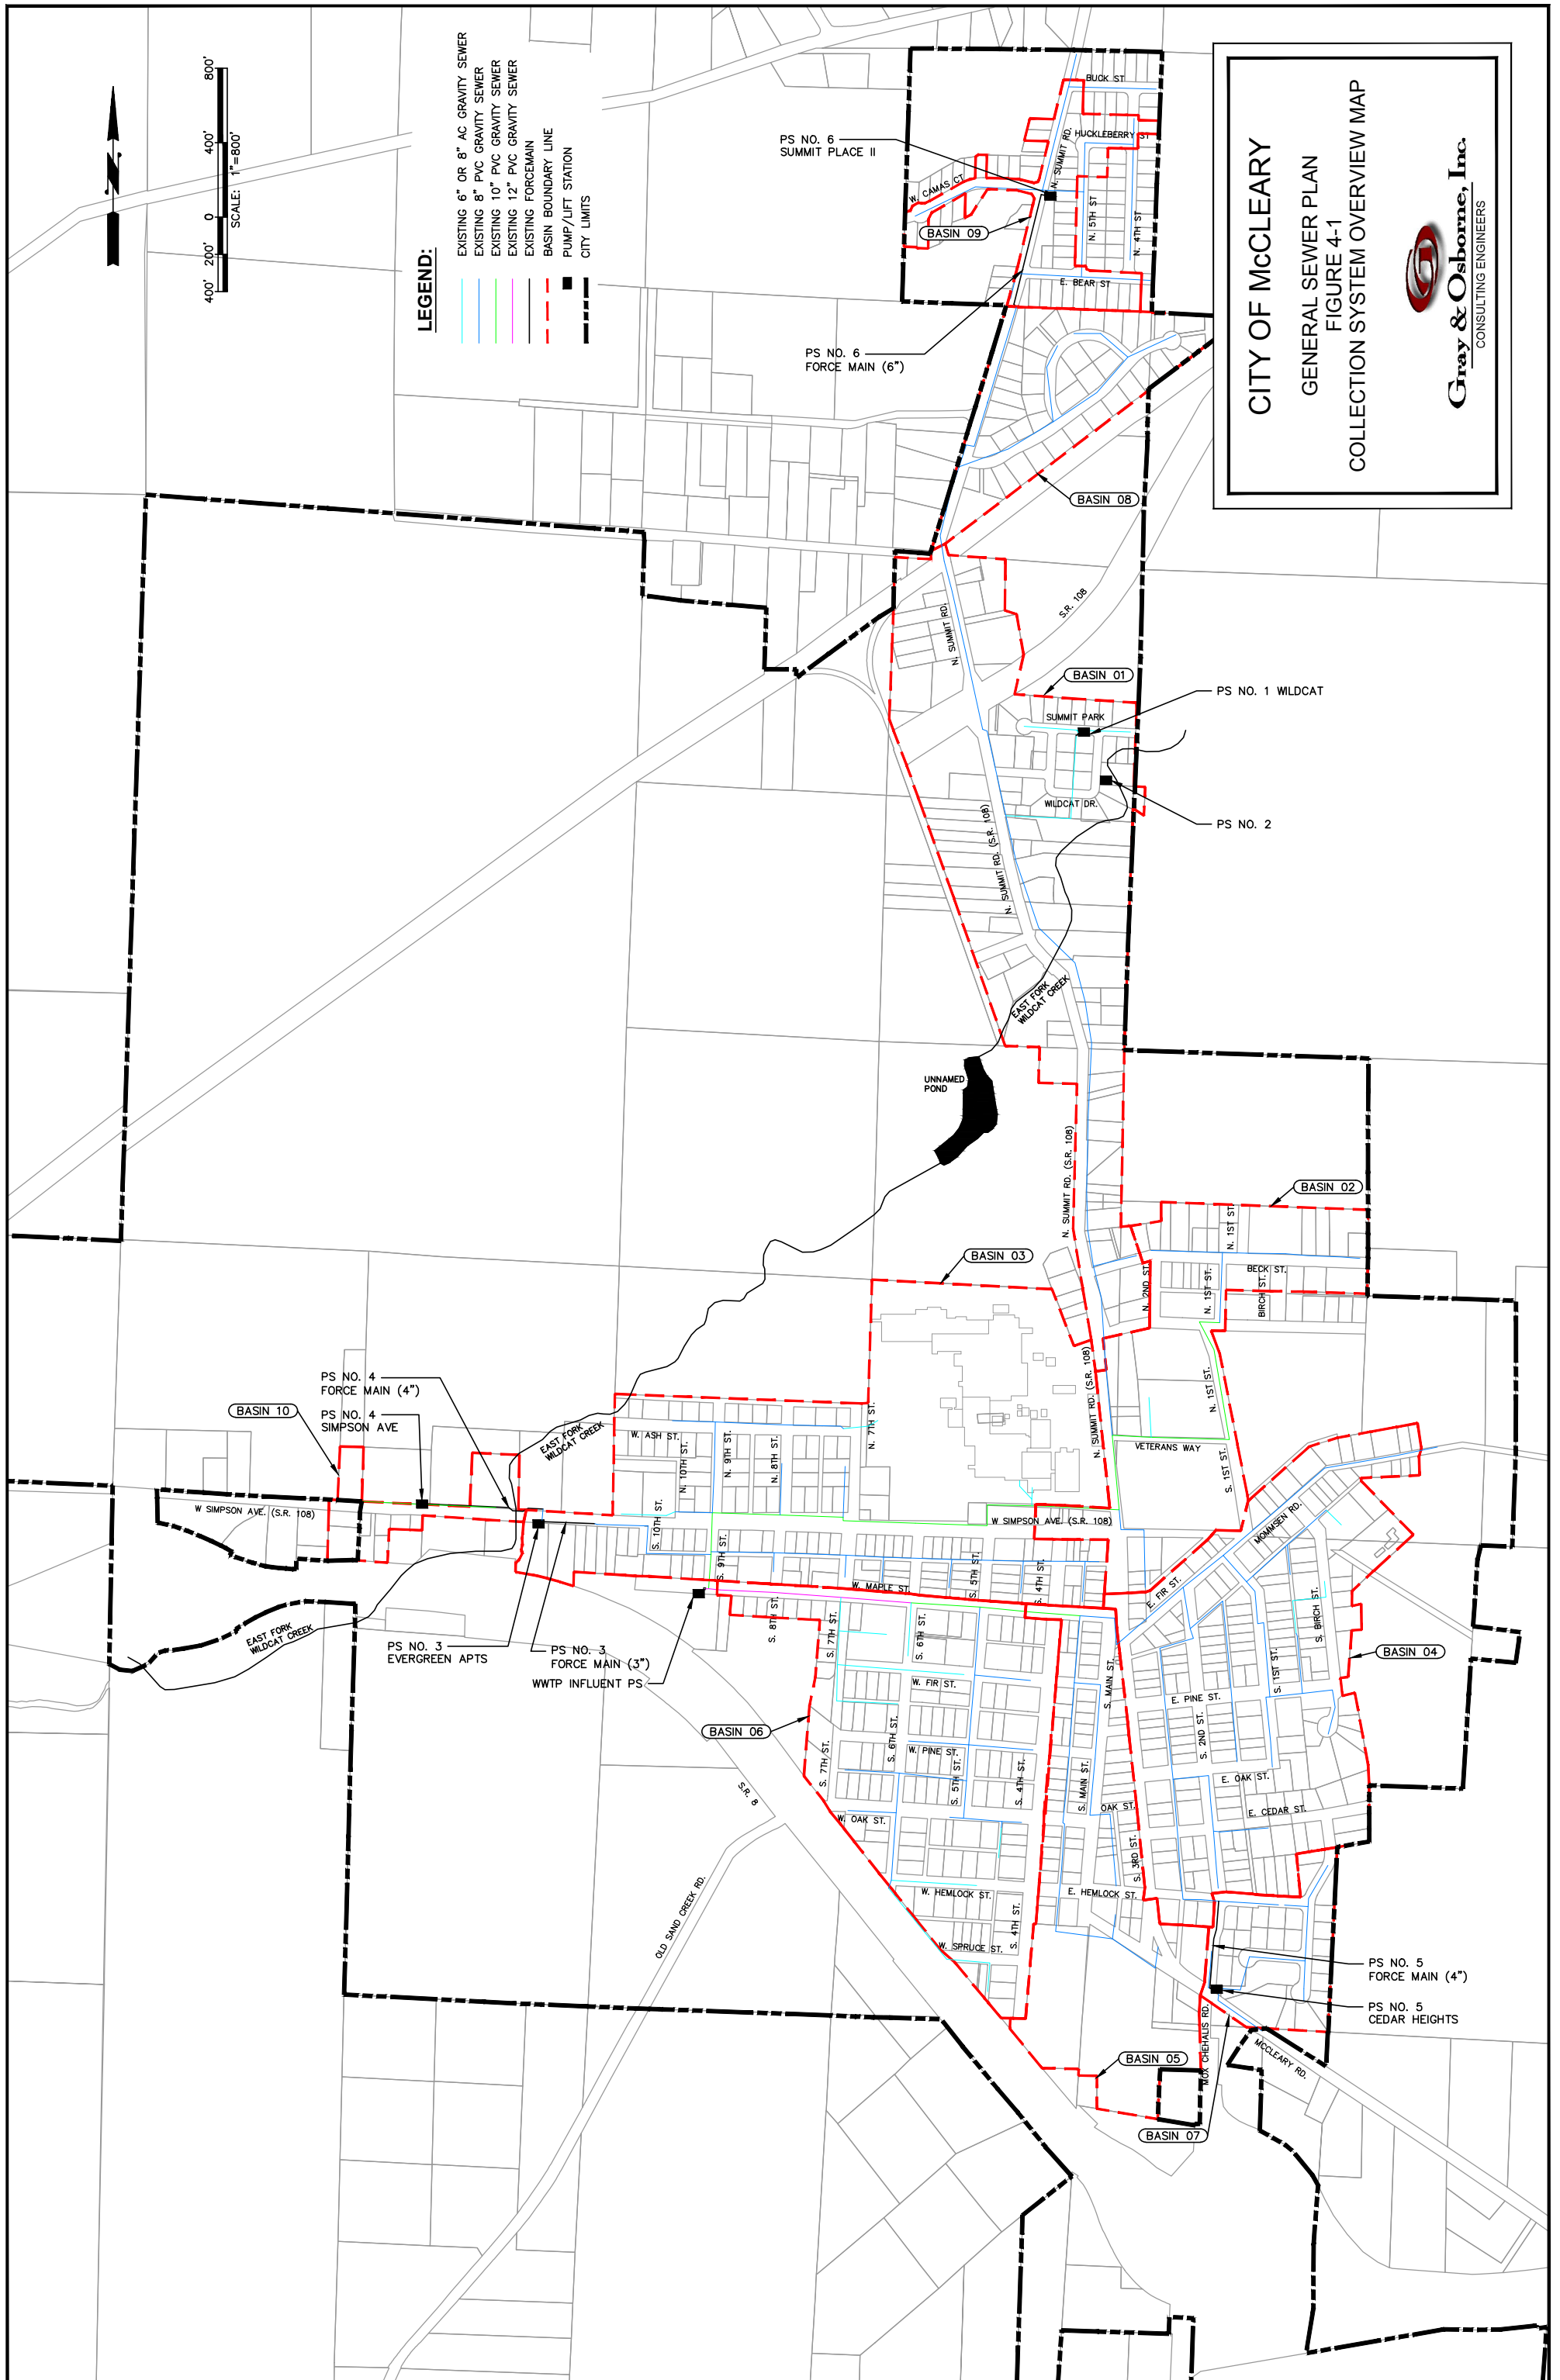 CITY OF McCLEARY
GENERAL SEWER PLAN
FIGURE 4-1
COLLECTION SYSTEM OVERVIEW MAP
Gray & Osborne, Inc.
CONSULTING ENGINEERS
N
400' 200' 0 400' 800'
SCALE: 1"=800'
LEGEND:
EXISTING 6" OR 8" AC GRAVITY SEWER
EXISTING 8" PVC GRAVITY SEWER
EXISTING 10" PVC GRAVITY SEWER
EXISTING 12" PVC GRAVITY SEWER
EXISTING FORCEMAIN
BASIN BOUNDARY LINE
PUMP/LIFT STATION
CITY LIMITS
BUCK ST
HUCKLEBERRY ST
PS NO. 6
SUMMIT PLACE II
N. SUMMIT RD.
W. CAMAS CT
N. 5TH ST
N. 4TH ST
BASIN 09
E. BEAR ST
PS NO. 6
FORCE MAIN (6")
BASIN 08
S.R. 108
N. SUMMIT RD.
BASIN 01
PS NO. 1 WILDCAT
SUMMIT PARK
WILDCAT DR.
PS NO. 2
N. SUMMIT RD. (S.R. 108)
EAST FORK
WILDCAT CREEK
UNNAMED
POND
N. SUMMIT RD. (S.R. 108)
BASIN 02
N. 1ST ST.
BECK ST.
BASIN 03
N. 2ND ST.
N. 1ST ST.
BIRCH ST.
N. SUMMIT RD. (S.R. 108)
N. 1ST ST.
PS NO. 4
FORCE MAIN (4")
BASIN 10
PS NO. 4
SIMPSON AVE
EAST FORK
WILDCAT CREEK
W. ASH ST.
N. 10TH ST.
N. 9TH ST.
N. 8TH ST.
N. 7TH ST.
VETERANS WAY
S. 1ST ST.
W SIMPSON AVE. (S.R. 108)
S. 10TH ST.
W SIMPSON AVE. (S.R. 108)
MOMMSEN RD.
S. 9TH ST.
S. 5TH ST.
S. 4TH ST.
W. MAPLE ST.
E. FIR ST.
S. 8TH ST.
S. 7TH ST.
S. 6TH ST.
S. BIRCH ST.
EAST FORK
WILDCAT CREEK
PS NO. 3
EVERGREEN APTS
PS NO. 3
FORCE MAIN (3")
WWTP INFLUENT PS
BASIN 04
S. MAIN ST.
S. 1ST ST.
W. FIR ST.
E. PINE ST.
BASIN 06
S. 6TH ST.
S. 2ND ST.
S. 7TH ST.
W. PINE ST.
S. 5TH ST.
S. 4TH ST.
S. MAIN ST.
E. OAK ST.
S.R. 8
OAK ST.
E. CEDAR ST.
W. OAK ST.
S. 3RD ST.
W. HEMLOCK ST.
E. HEMLOCK ST.
S. 4TH ST.
W. SPRUCE ST.
OLD SAND CREEK RD.
PS NO. 5
FORCE MAIN (4")
PS NO. 5
CEDAR HEIGHTS
MOX CHEHALIS RD.
MCCLEARY RD.
BASIN 05
BASIN 07